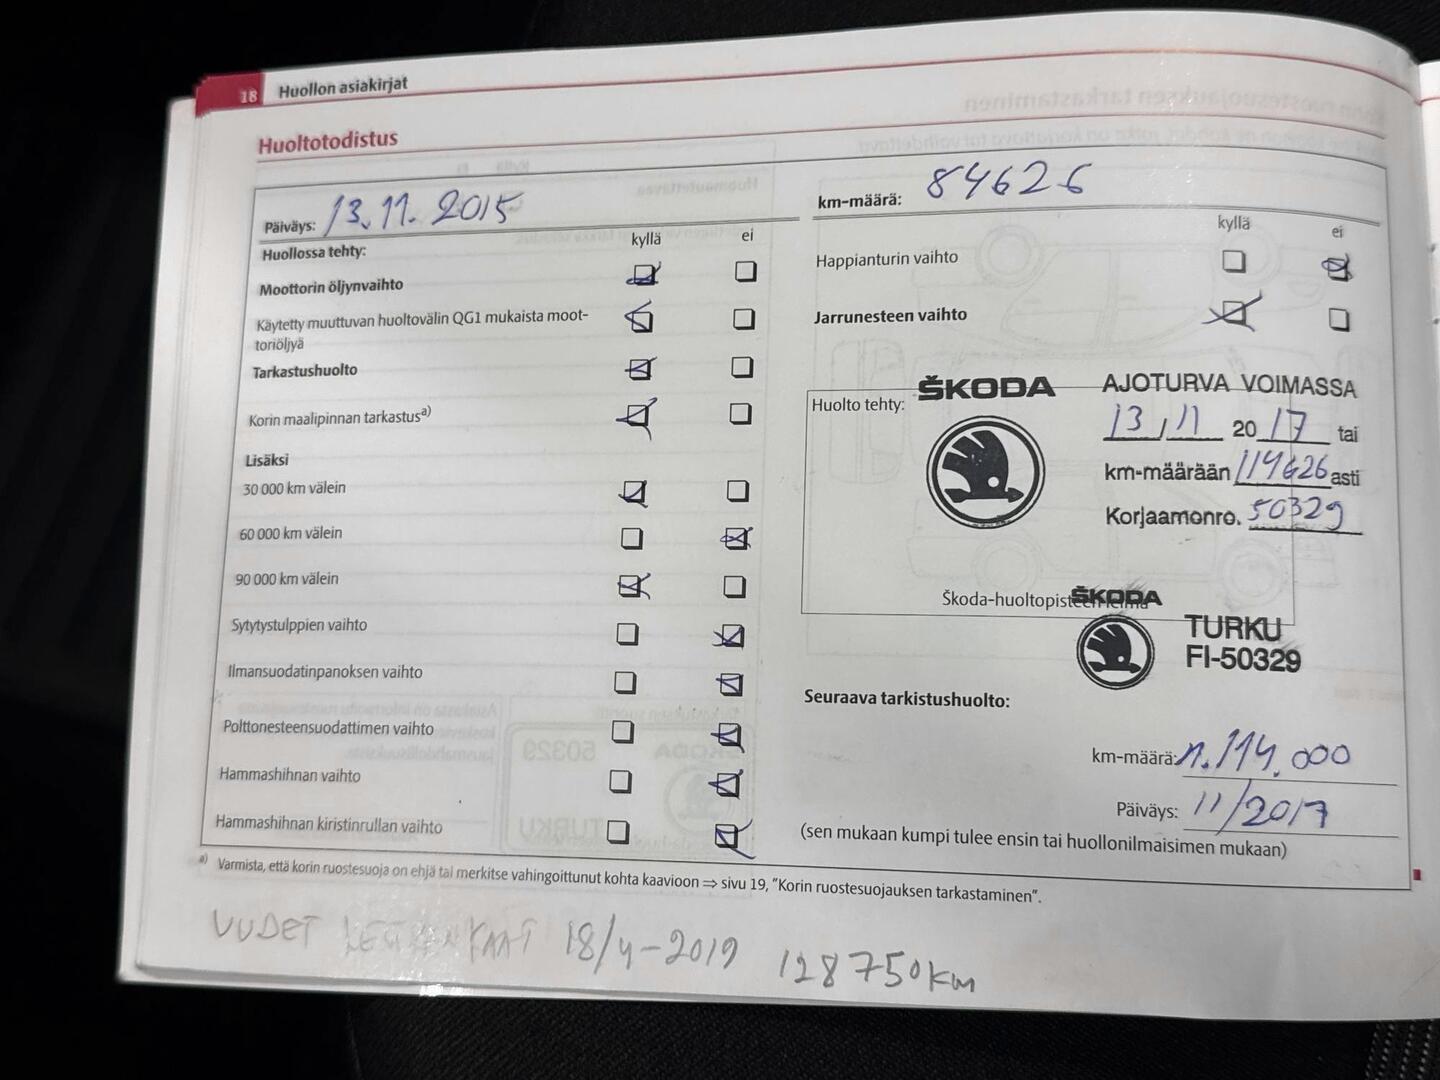 18 Huollon asiakirjat
Huoltotodistus
Päiväys: 13.11.2015
Huollossa tehty: kyllä ei
Moottorin öljynvaihto
Käytetty muuttuvan huoltovälin QG1 mukaista moot-
toriöljyä
Tarkastushuolto
Korin maalipinnan tarkastus a)
Lisäksi
30 000 km välein
60 000 km välein
90 000 km välein
Sytytystulppien vaihto
Ilmansuodatinpanoksen vaihto
Polttonesteensuodattimen vaihto
Hammashihnan vaihto
Hammashihnan kiristinrullan vaihto
km-määrä: 84626
kyllä ei
Happianturin vaihto
Jarrunesteen vaihto
Huolto tehty:
ŠKODA
AJOTURVA VOIMASSA
13/11 2017 tai
km-määrään 114626 asti
Korjaamonro. 50329
Škoda-huoltopisteen leima
ŠKODA
TURKU
FI-50329
Seuraava tarkistushuolto:
km-määrä: n. 114.000
Päiväys: 11/2017
(sen mukaan kumpi tulee ensin tai huollonilmaisimen mukaan)
a) Varmista, että korin ruostesuoja on ehjä tai merkitse vahingoittunut kohta kaavioon ⇒ sivu 19, "Korin ruostesuojauksen tarkastaminen".
UUDET 18/4-2019 128750km